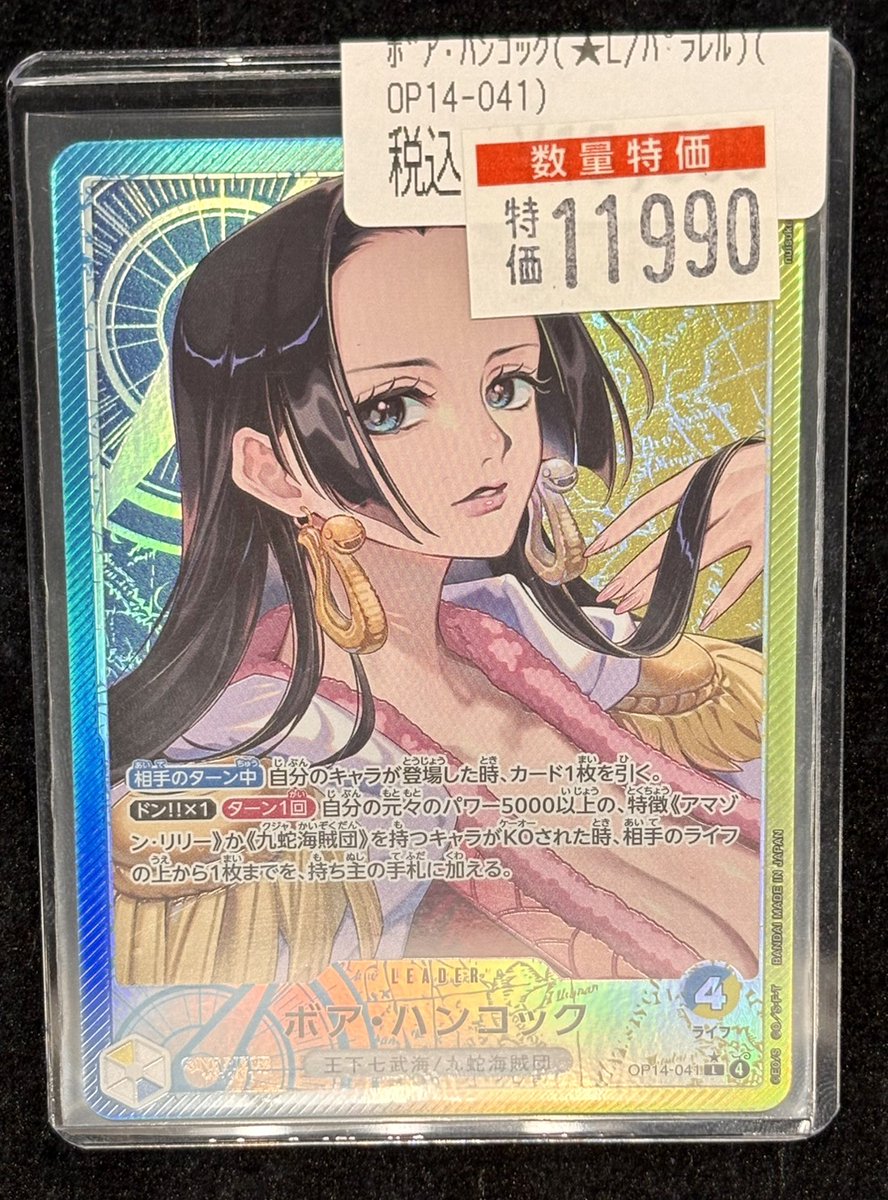 ボア・ハンコック(★L/パラレル)(
OP14-041)
税込
数量特価
特価11990
相手のターン中 自分のキャラが登場した時、カード1枚を引く。
ドン!!×1 ターン1回 自分の元々のパワー5000以上の、特徴《アマゾ
ン・リリー》か《九蛇海賊団》を持つキャラがKOされた時、相手のライフ
の上から1枚までを、持ち主の手札に加える。
LEADER
ボア・ハンコック
王下七武海/九蛇海賊団
4
ライフ
OP14-041 L 4
BANDAI MADE IN JAPAN